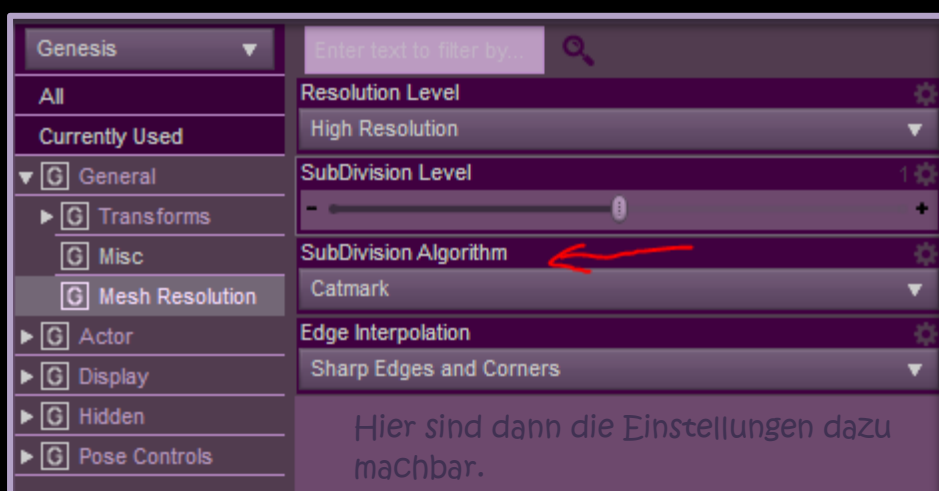 Genesis
All
Currently Used
G General
G Transforms
G Misc
G Mesh Resolution
G Actor
G Display
G Hidden
G Pose Controls
Enter text to filter by...
Resolution Level
High Resolution
SubDivision Level
1
- +
SubDivision Algorithm
Catmark
Edge Interpolation
Sharp Edges and Corners
Hier sind dann die Einstellungen dazu
machbar.